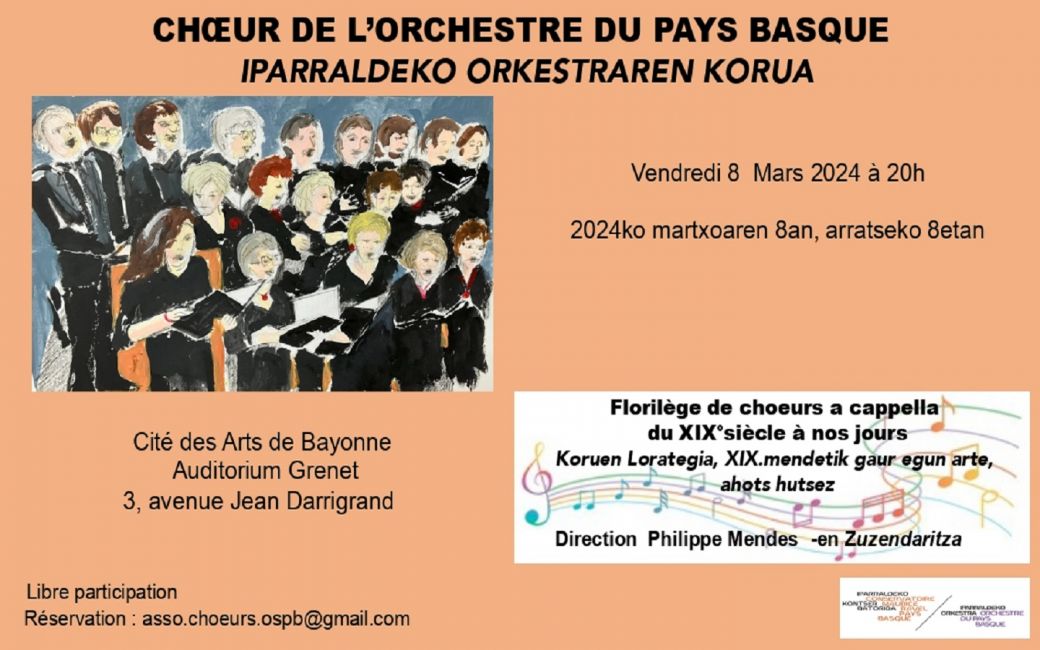 CHŒUR DE L'ORCHESTRE DU PAYS BASQUE
IPARRALDEKO ORKESTRAREN KORUA
Vendredi 8 Mars 2024 à 20h
2024ko martxoaren 8an, arratseko 8etan
Cité des Arts de Bayonne
Auditorium Grenet
3, avenue Jean Darrigrand
Florilège de choeurs a cappella
du XIX°siècle à nos jours
Koruen Lorategia, XIX.mendetik gaur egun arte,
ahots hutsez
Direction Philippe Mendes -en Zuzendaritza
Libre participation
Réservation : asso.choeurs.ospb@gmail.com
IPARRALDEKO
CONSERVATOIRE
KONTSER MAURICE
BATORIOA RAVEL
PAYS
BASQUE
IPARRALDEKO
ORKESTRA ORCHESTRE
DU PAYS
BASQUE